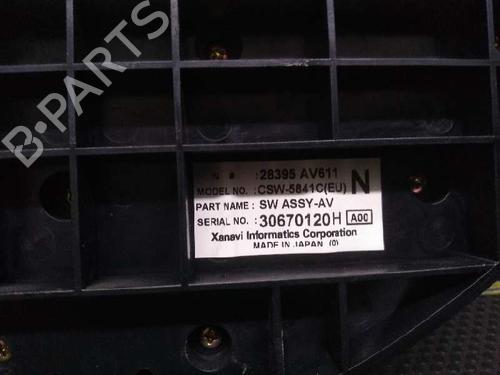 B-PARTS
N #  : 28395 AV611
MODEL NO. : CSW-5841C(EU) N
PART NAME : SW ASSY-AV
SERIAL NO. : 30670120H A00
Xanavi Informatics Corporation
MADE IN JAPAN (0)